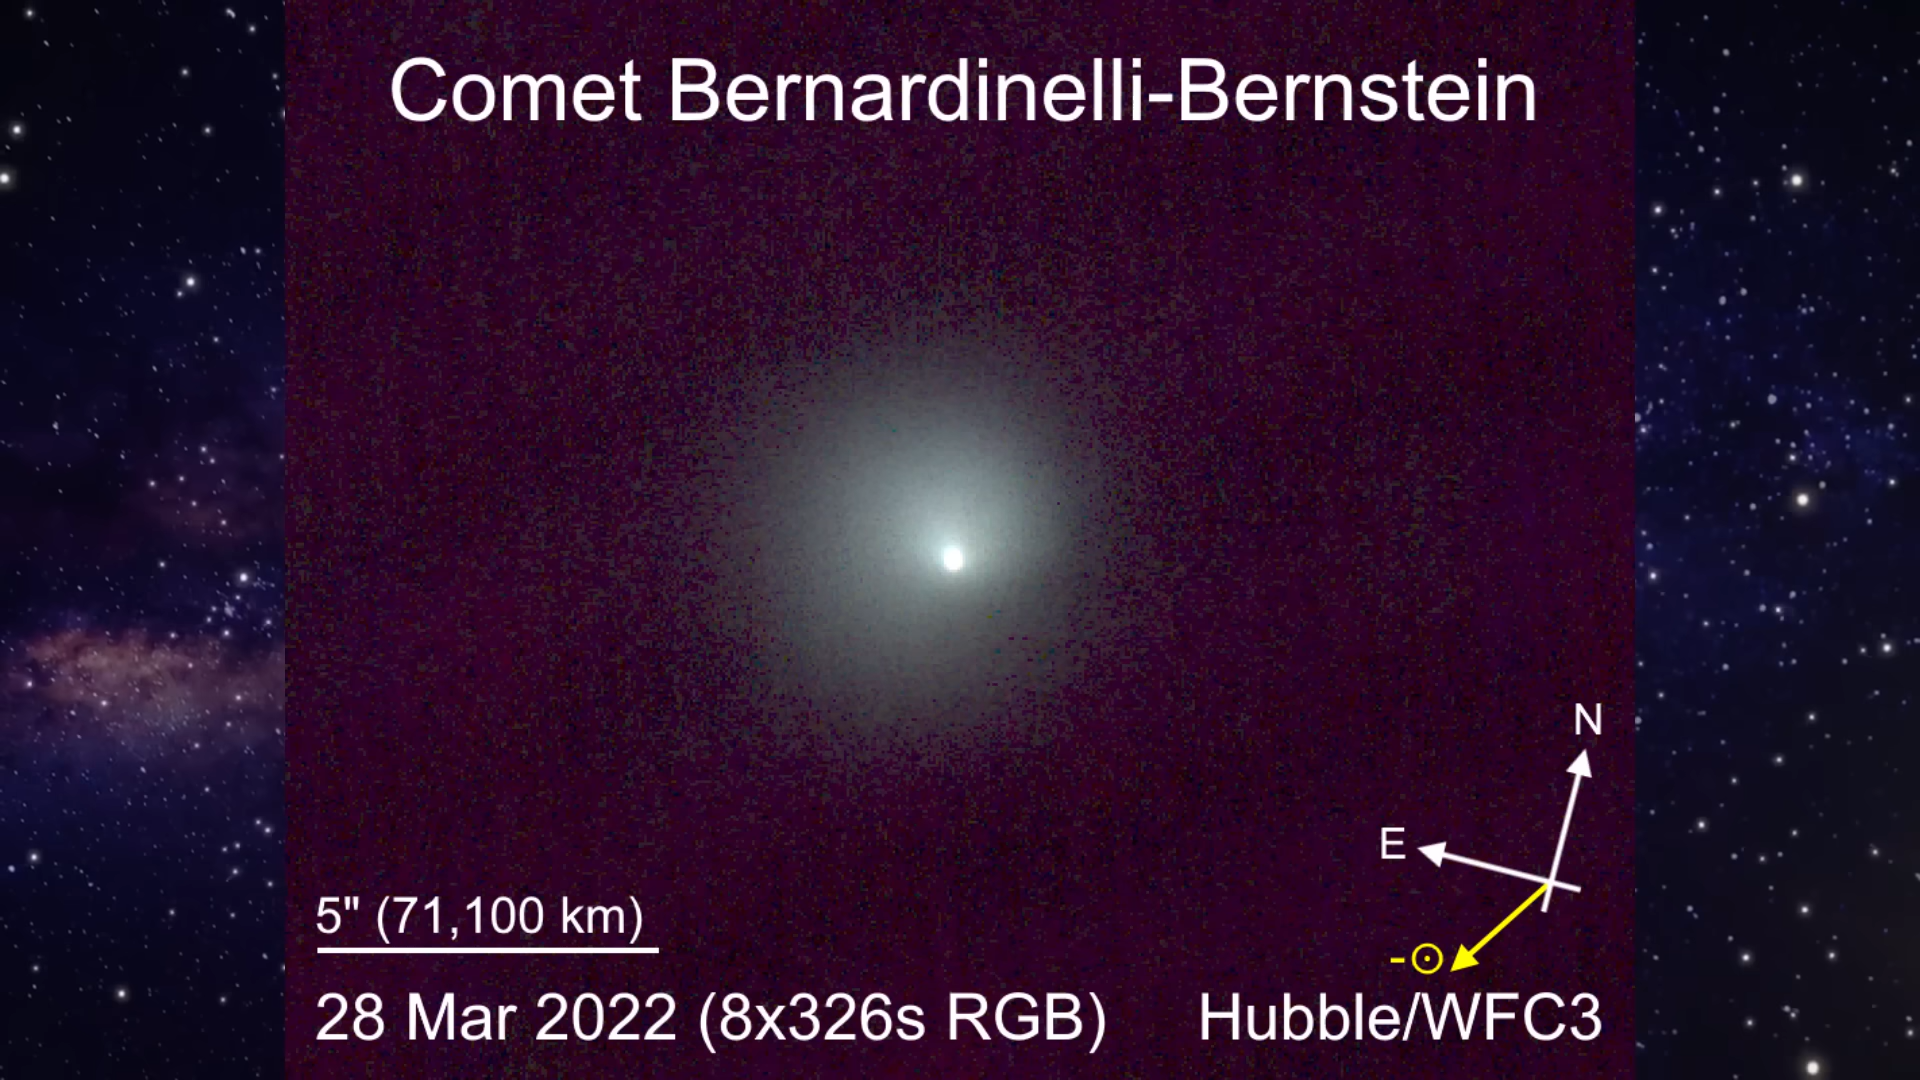 Comet Bernardinelli-Bernstein
N
E
5" (71,100 km)
-☉
28 Mar 2022 (8x326s RGB) Hubble/WFC3